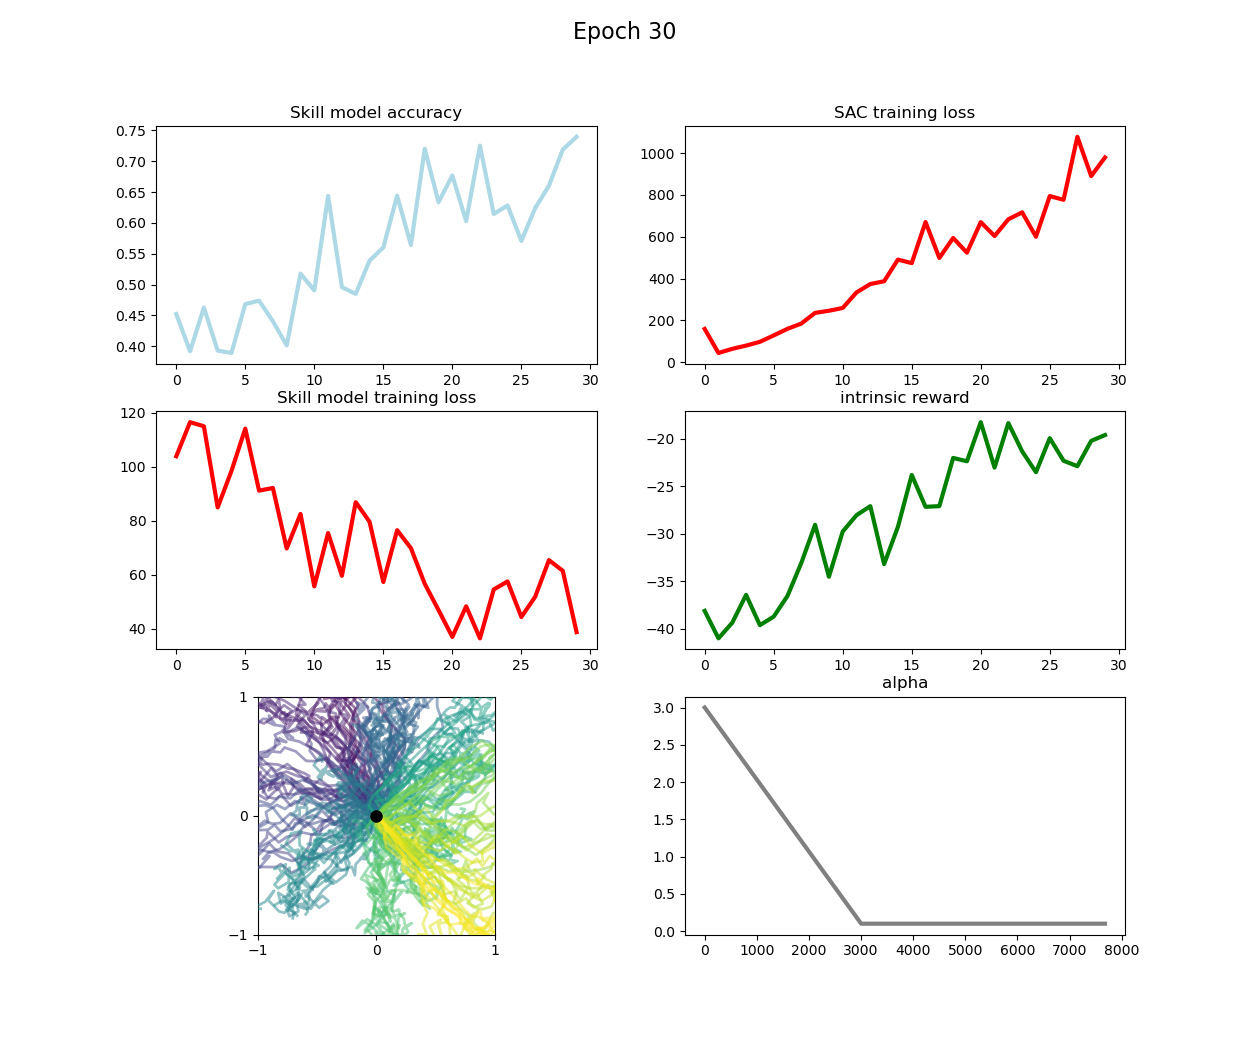 Epoch 30
Skill model accuracy
0.75
0.70
0.65
0.60
0.55
0.50
0.45
0.40
0 5 10 15 20 25 30
SAC training loss
1000
800
600
400
200
0
0 5 10 15 20 25 30
Skill model training loss
120
100
80
60
40
0 5 10 15 20 25 30
intrinsic reward
−20
−25
−30
−35
−40
0 5 10 15 20 25 30
1
0
−1
−1 0 1
alpha
3.0
2.5
2.0
1.5
1.0
0.5
0.0
0 1000 2000 3000 4000 5000 6000 7000 8000